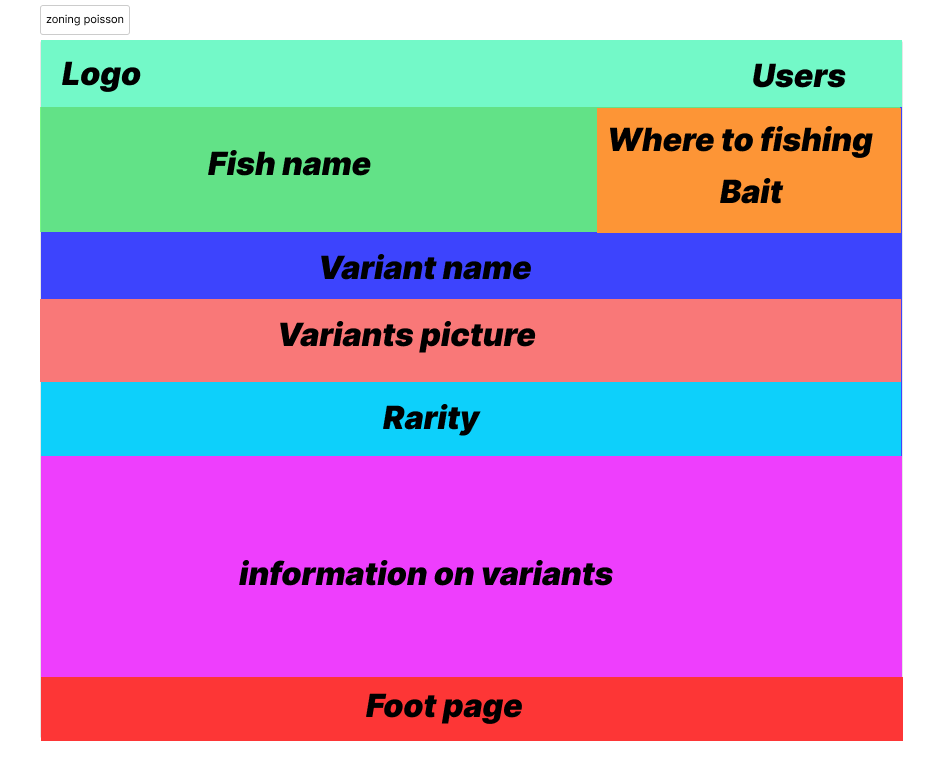 zoning poisson
Logo
Users
Fish name
Where to fishing
Bait
Variant name
Variants picture
Rarity
information on variants
Foot page